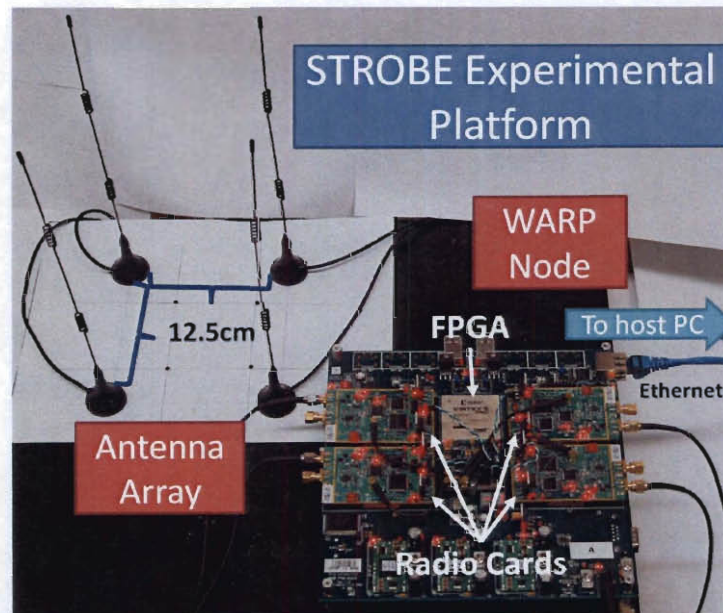 STROBE Experimental
Platform
WARP
Node
12.5cm
FPGA
To host PC
Ethernet
Antenna
Array
Radio Cards
A